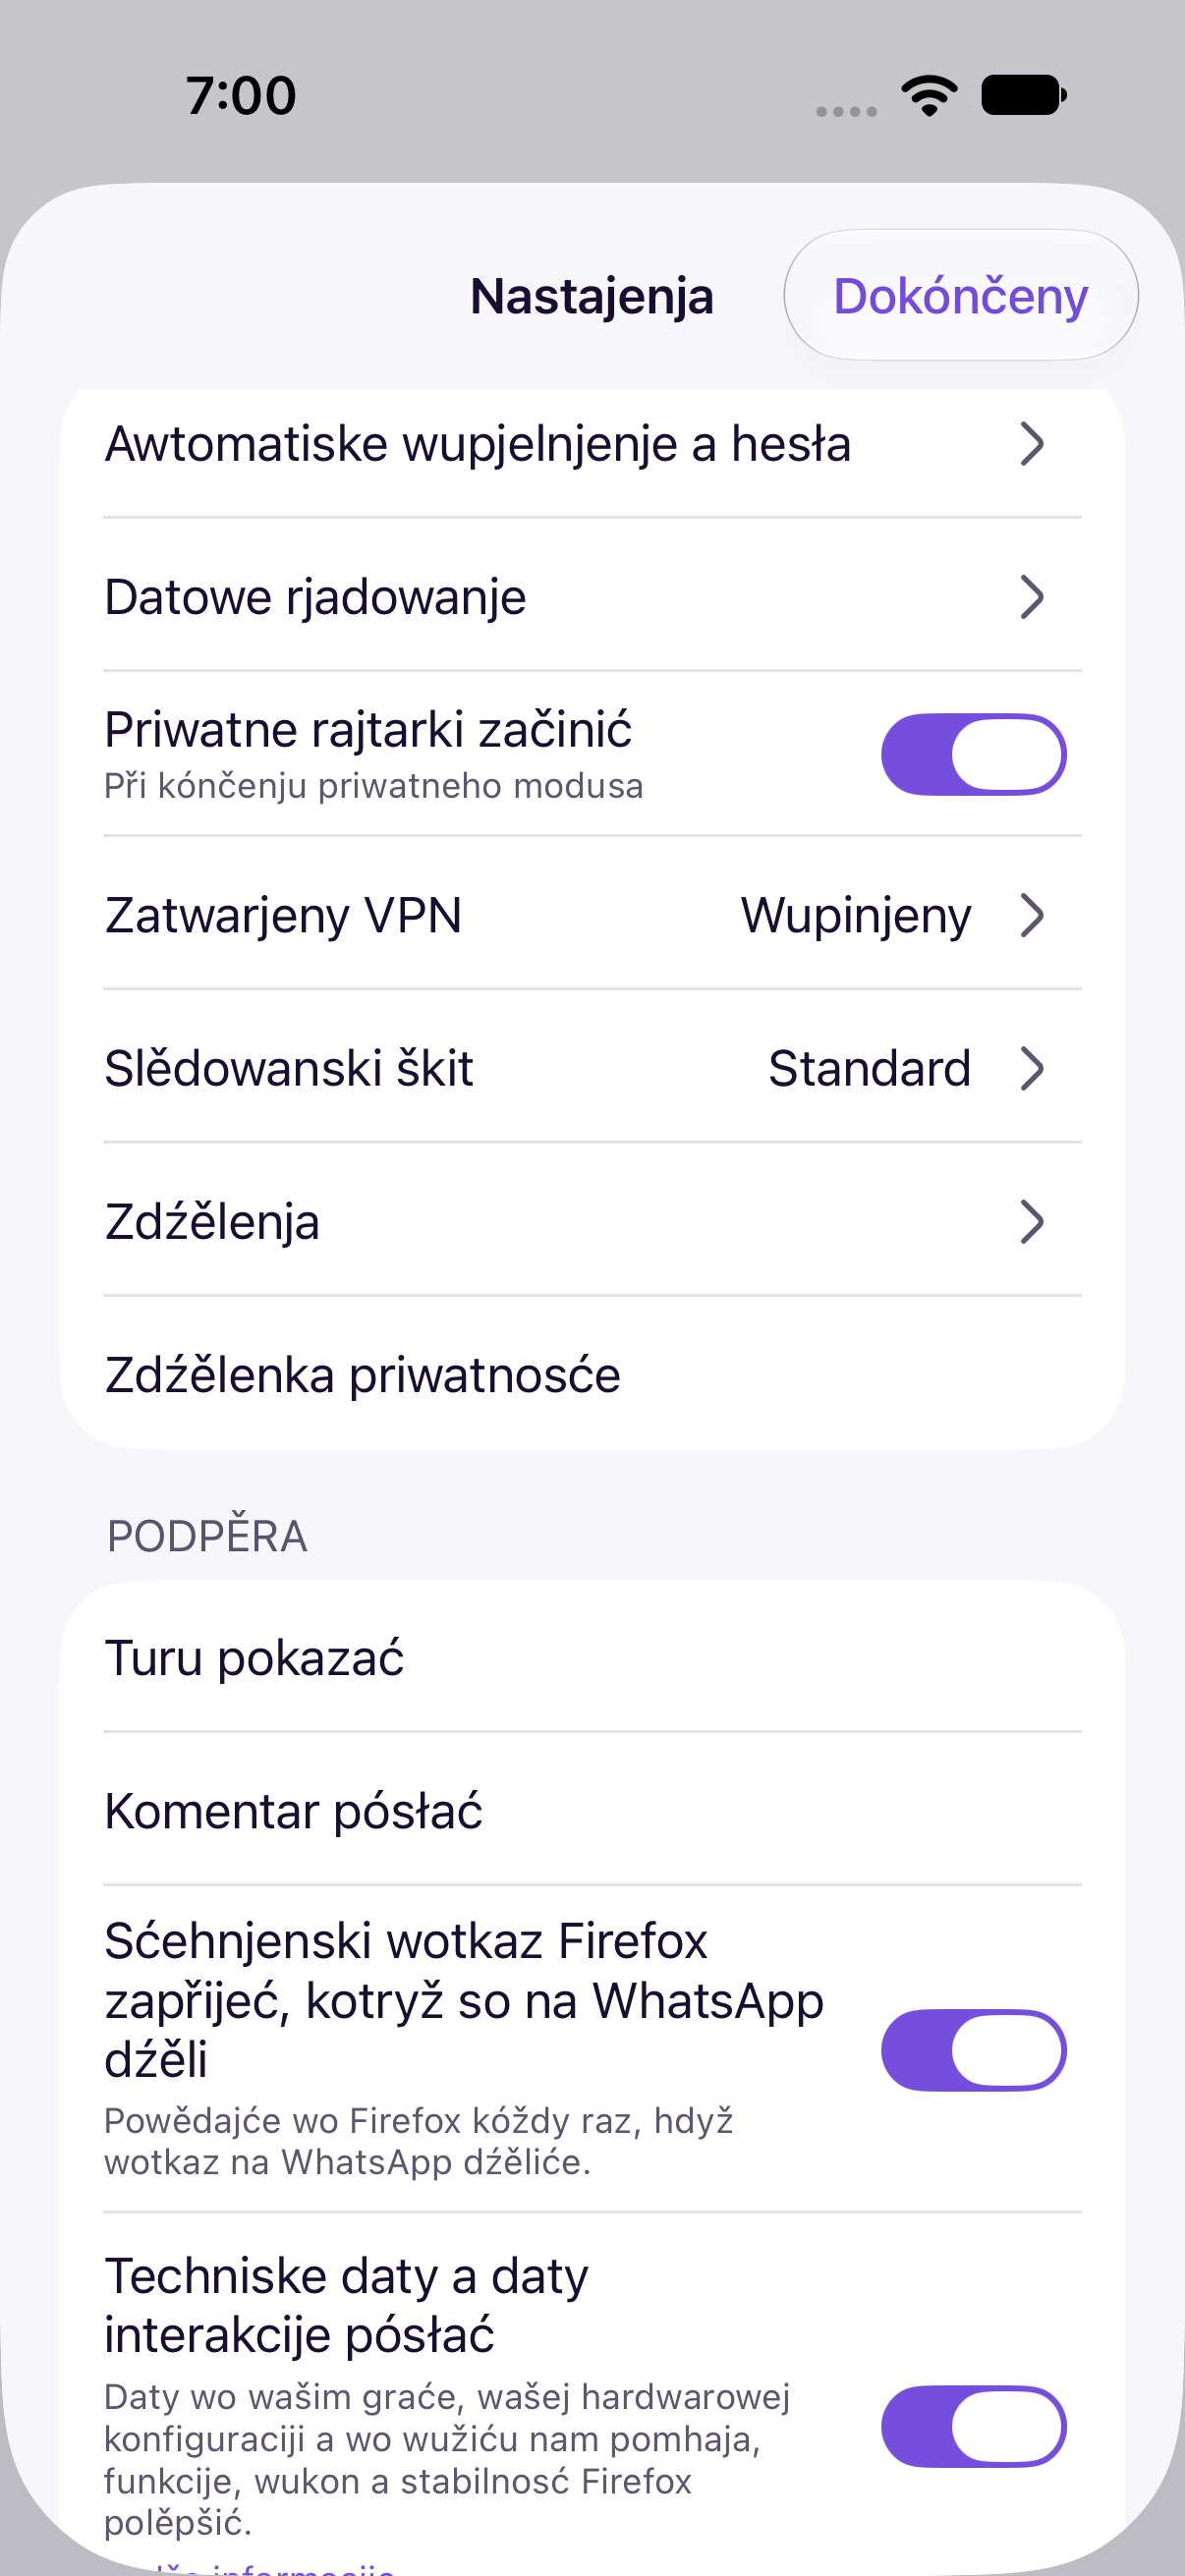 7:00
Nastajenja
Dokónčeny
Awtomatiske wupjelnjenje a hesła
Datowe rjadowanje
Priwatne rajtarki začinić
Při kónčenju priwatneho modusa
Zatwarjeny VPN
Wupinjeny
Slědowanski škit
Standard
Zdźělenja
Zdźělenka priwatnosće
PODPĚRA
Turu pokazać
Komentar pósłać
Sćehnjenski wotkaz Firefox
zapřijeć, kotryž so na WhatsApp
dźěli
Powědajće wo Firefox kóždy raz, hdyž
wotkaz na WhatsApp dźěliće.
Techniske daty a daty
interakcije pósłać
Daty wo wašim graće, wašej hardwarowej
konfiguraciji a wo wužiću nam pomhaja,
funkcije, wukon a stabilnosć Firefox
polěpšić.